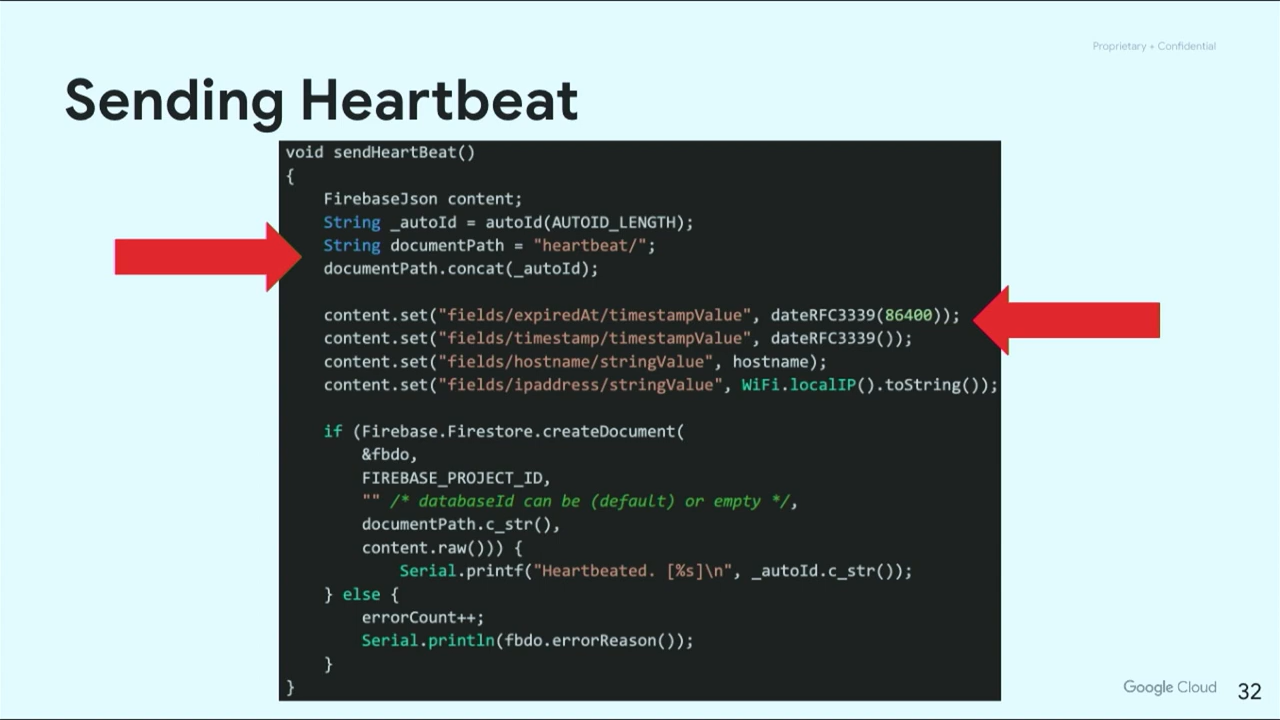 Proprietary + Confidential
Sending Heartbeat
void sendHeartBeat()
{
    FirebaseJson content;
    String _autoId = autoId(AUTOID_LENGTH);
    String documentPath = "heartbeat/";
    documentPath.concat(_autoId);

    content.set("fields/expiredAt/timestampValue", dateRFC3339(86400));
    content.set("fields/timestamp/timestampValue", dateRFC3339());
    content.set("fields/hostname/stringValue", hostname);
    content.set("fields/ipaddress/stringValue", WiFi.localIP().toString());

    if (Firebase.Firestore.createDocument(
        &fbdo,
        FIREBASE_PROJECT_ID,
        "" /* databaseId can be (default) or empty */,
        documentPath.c_str(),
        content.raw())) {
            Serial.printf("Heartbeated. [%s]\n", _autoId.c_str());
    } else {
        errorCount++;
        Serial.println(fbdo.errorReason());
    }
}
Google Cloud
32